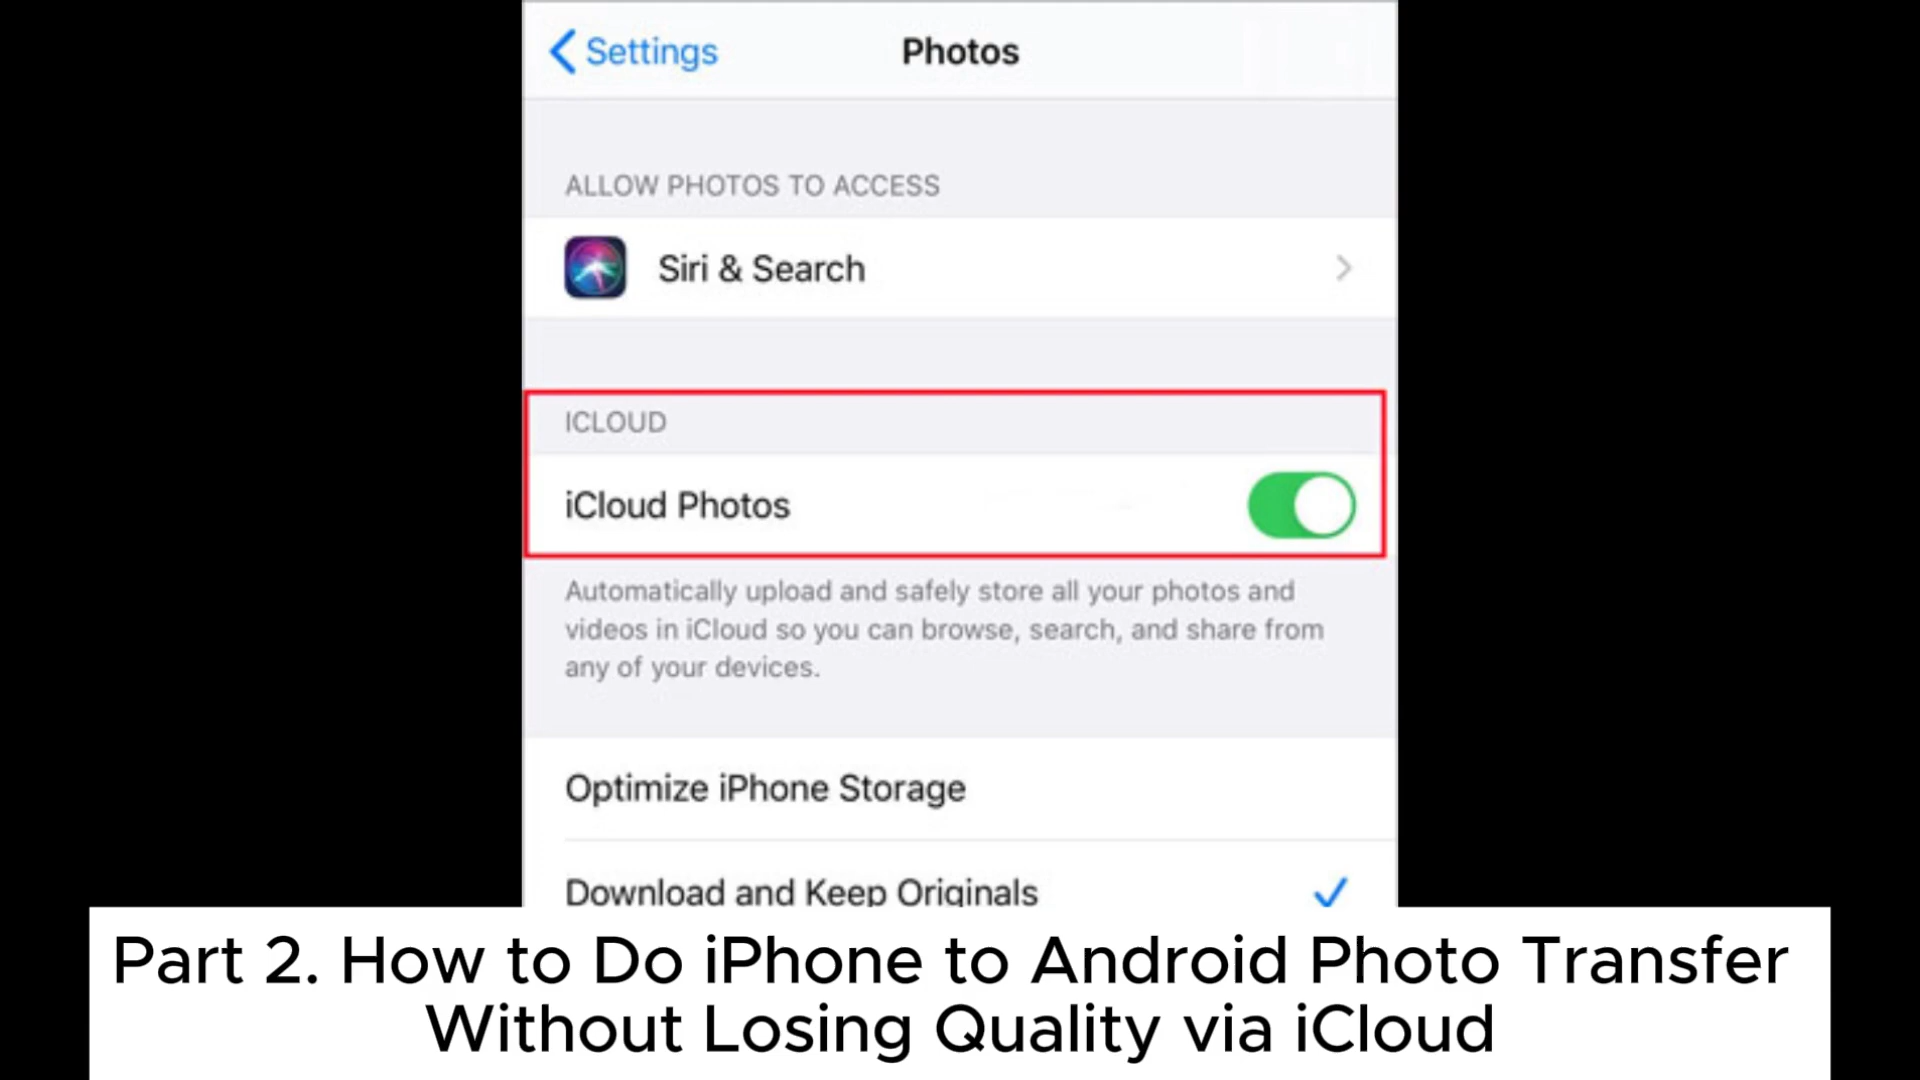 Settings
Photos
ALLOW PHOTOS TO ACCESS
Siri & Search
ICLOUD
iCloud Photos
Automatically upload and safely store all your photos and
videos in iCloud so you can browse, search, and share from
any of your devices.
Optimize iPhone Storage
Download and Keep Originals
Part 2. How to Do iPhone to Android Photo Transfer
Without Losing Quality via iCloud